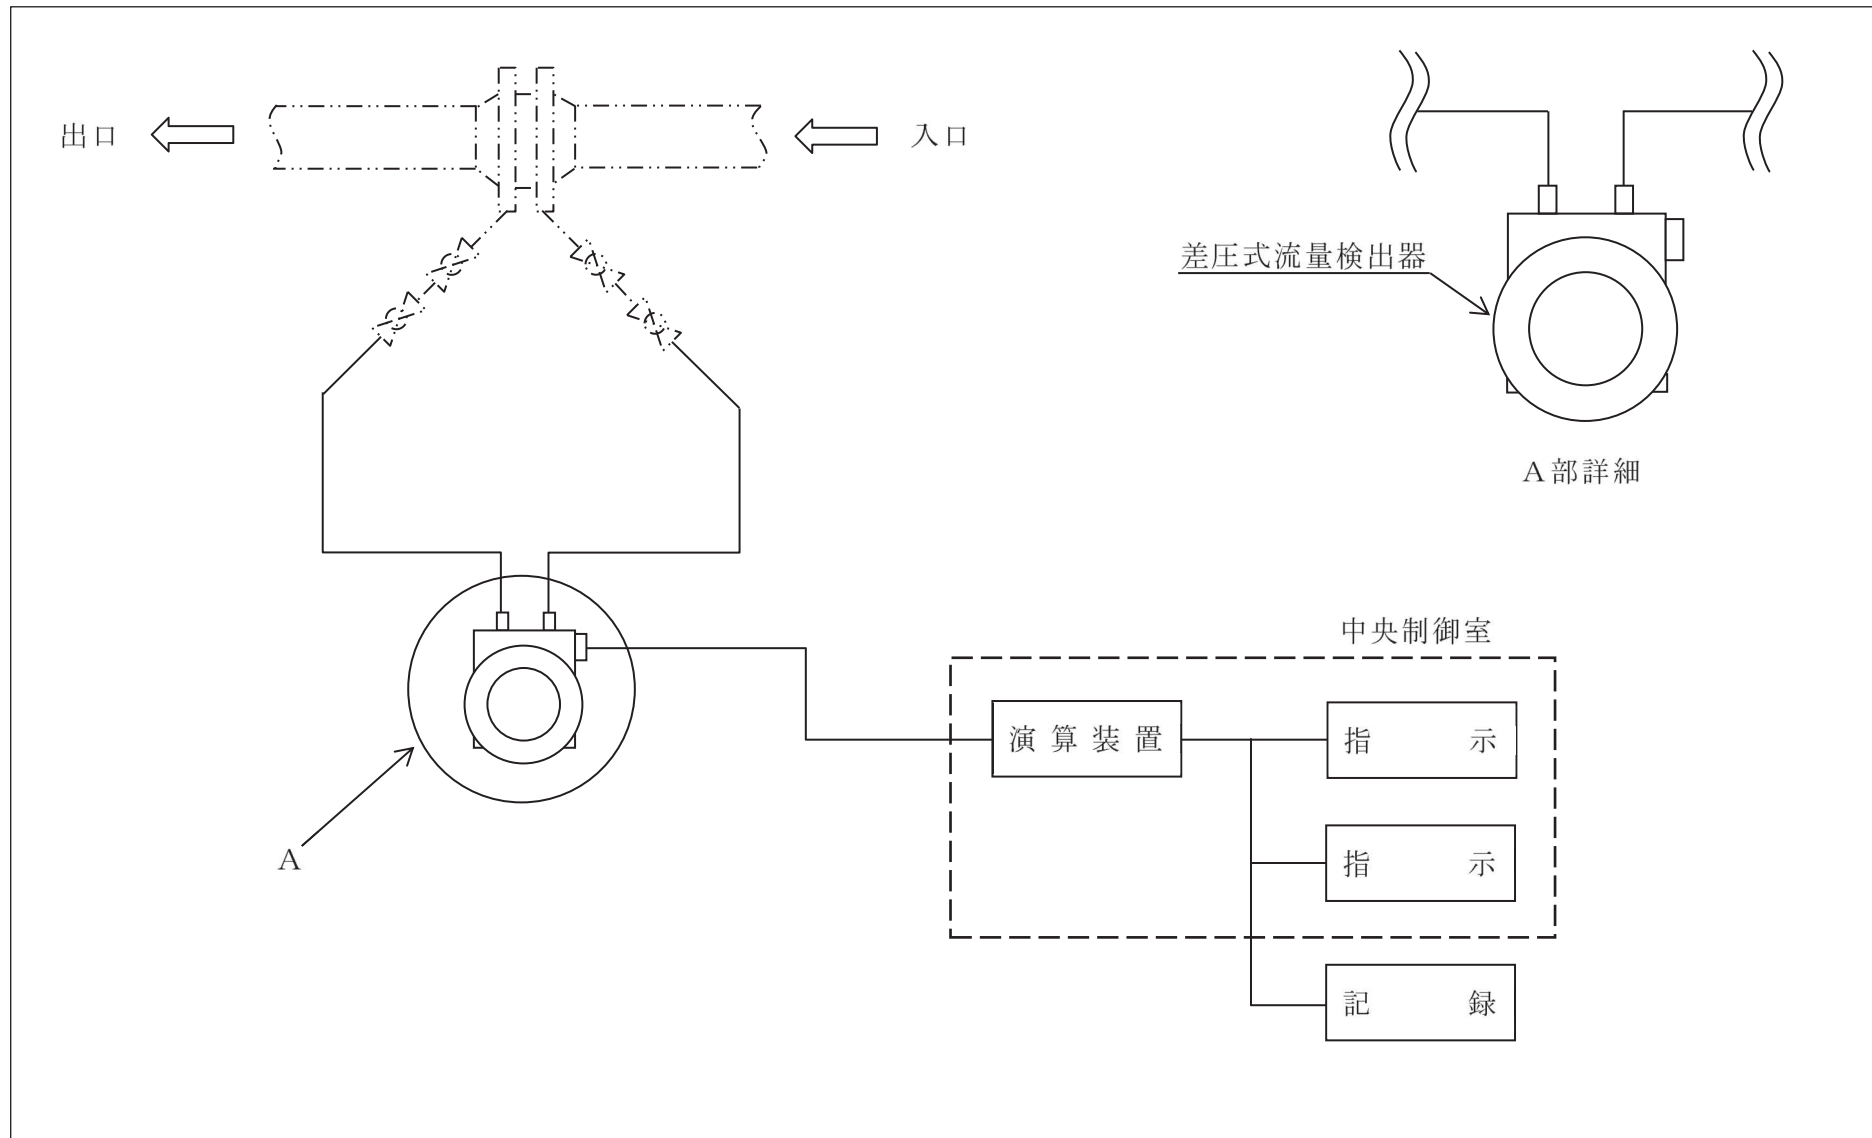 出口
入口
差圧式流量検出器
A部詳細
中央制御室
演算装置
指示
指示
A
記録